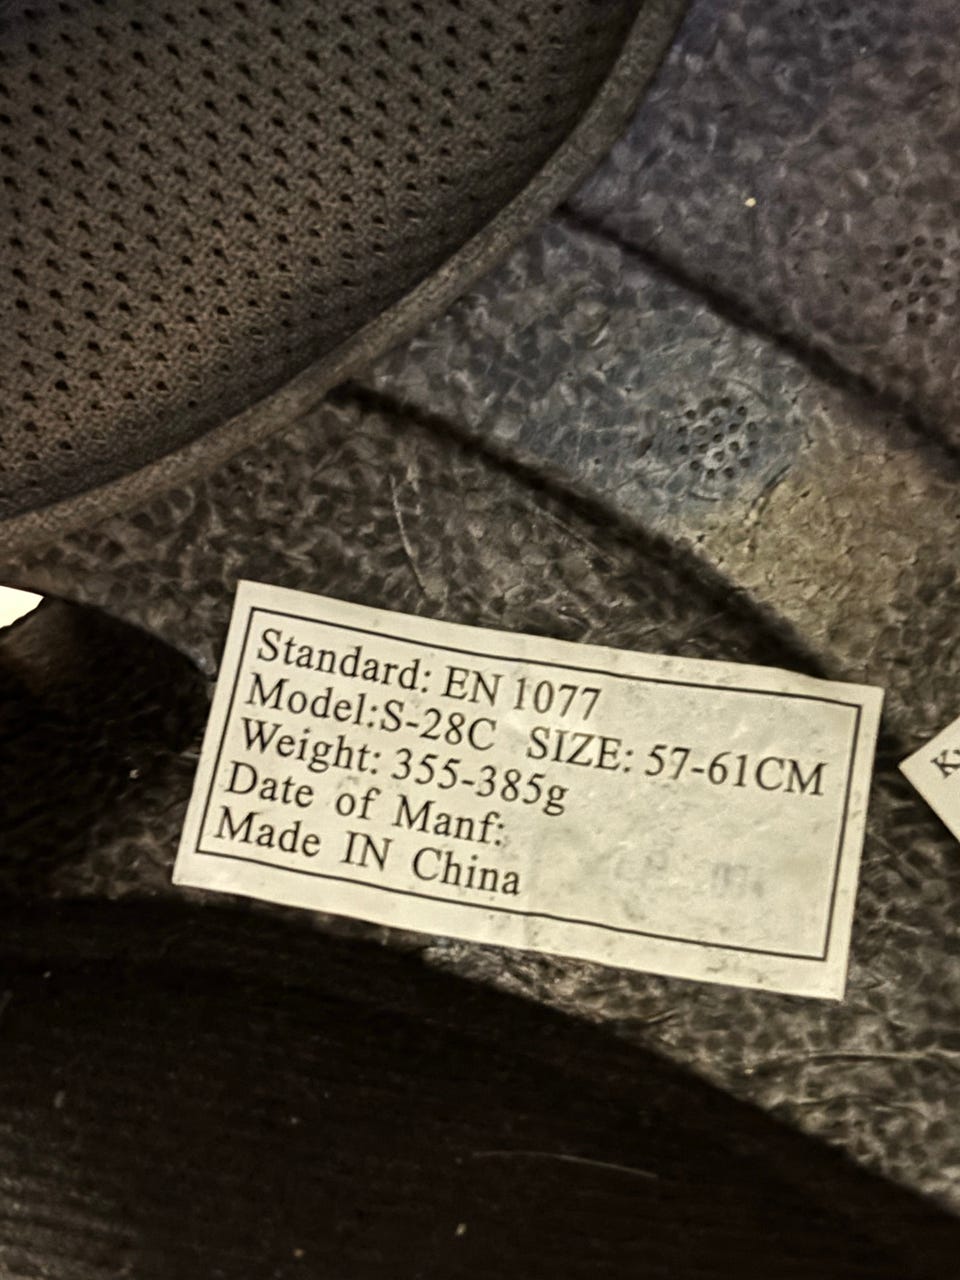 Standard: EN 1077
Model:S-28C SIZE: 57-61CM
Weight: 355-385g
Date of Manf:
Made IN China